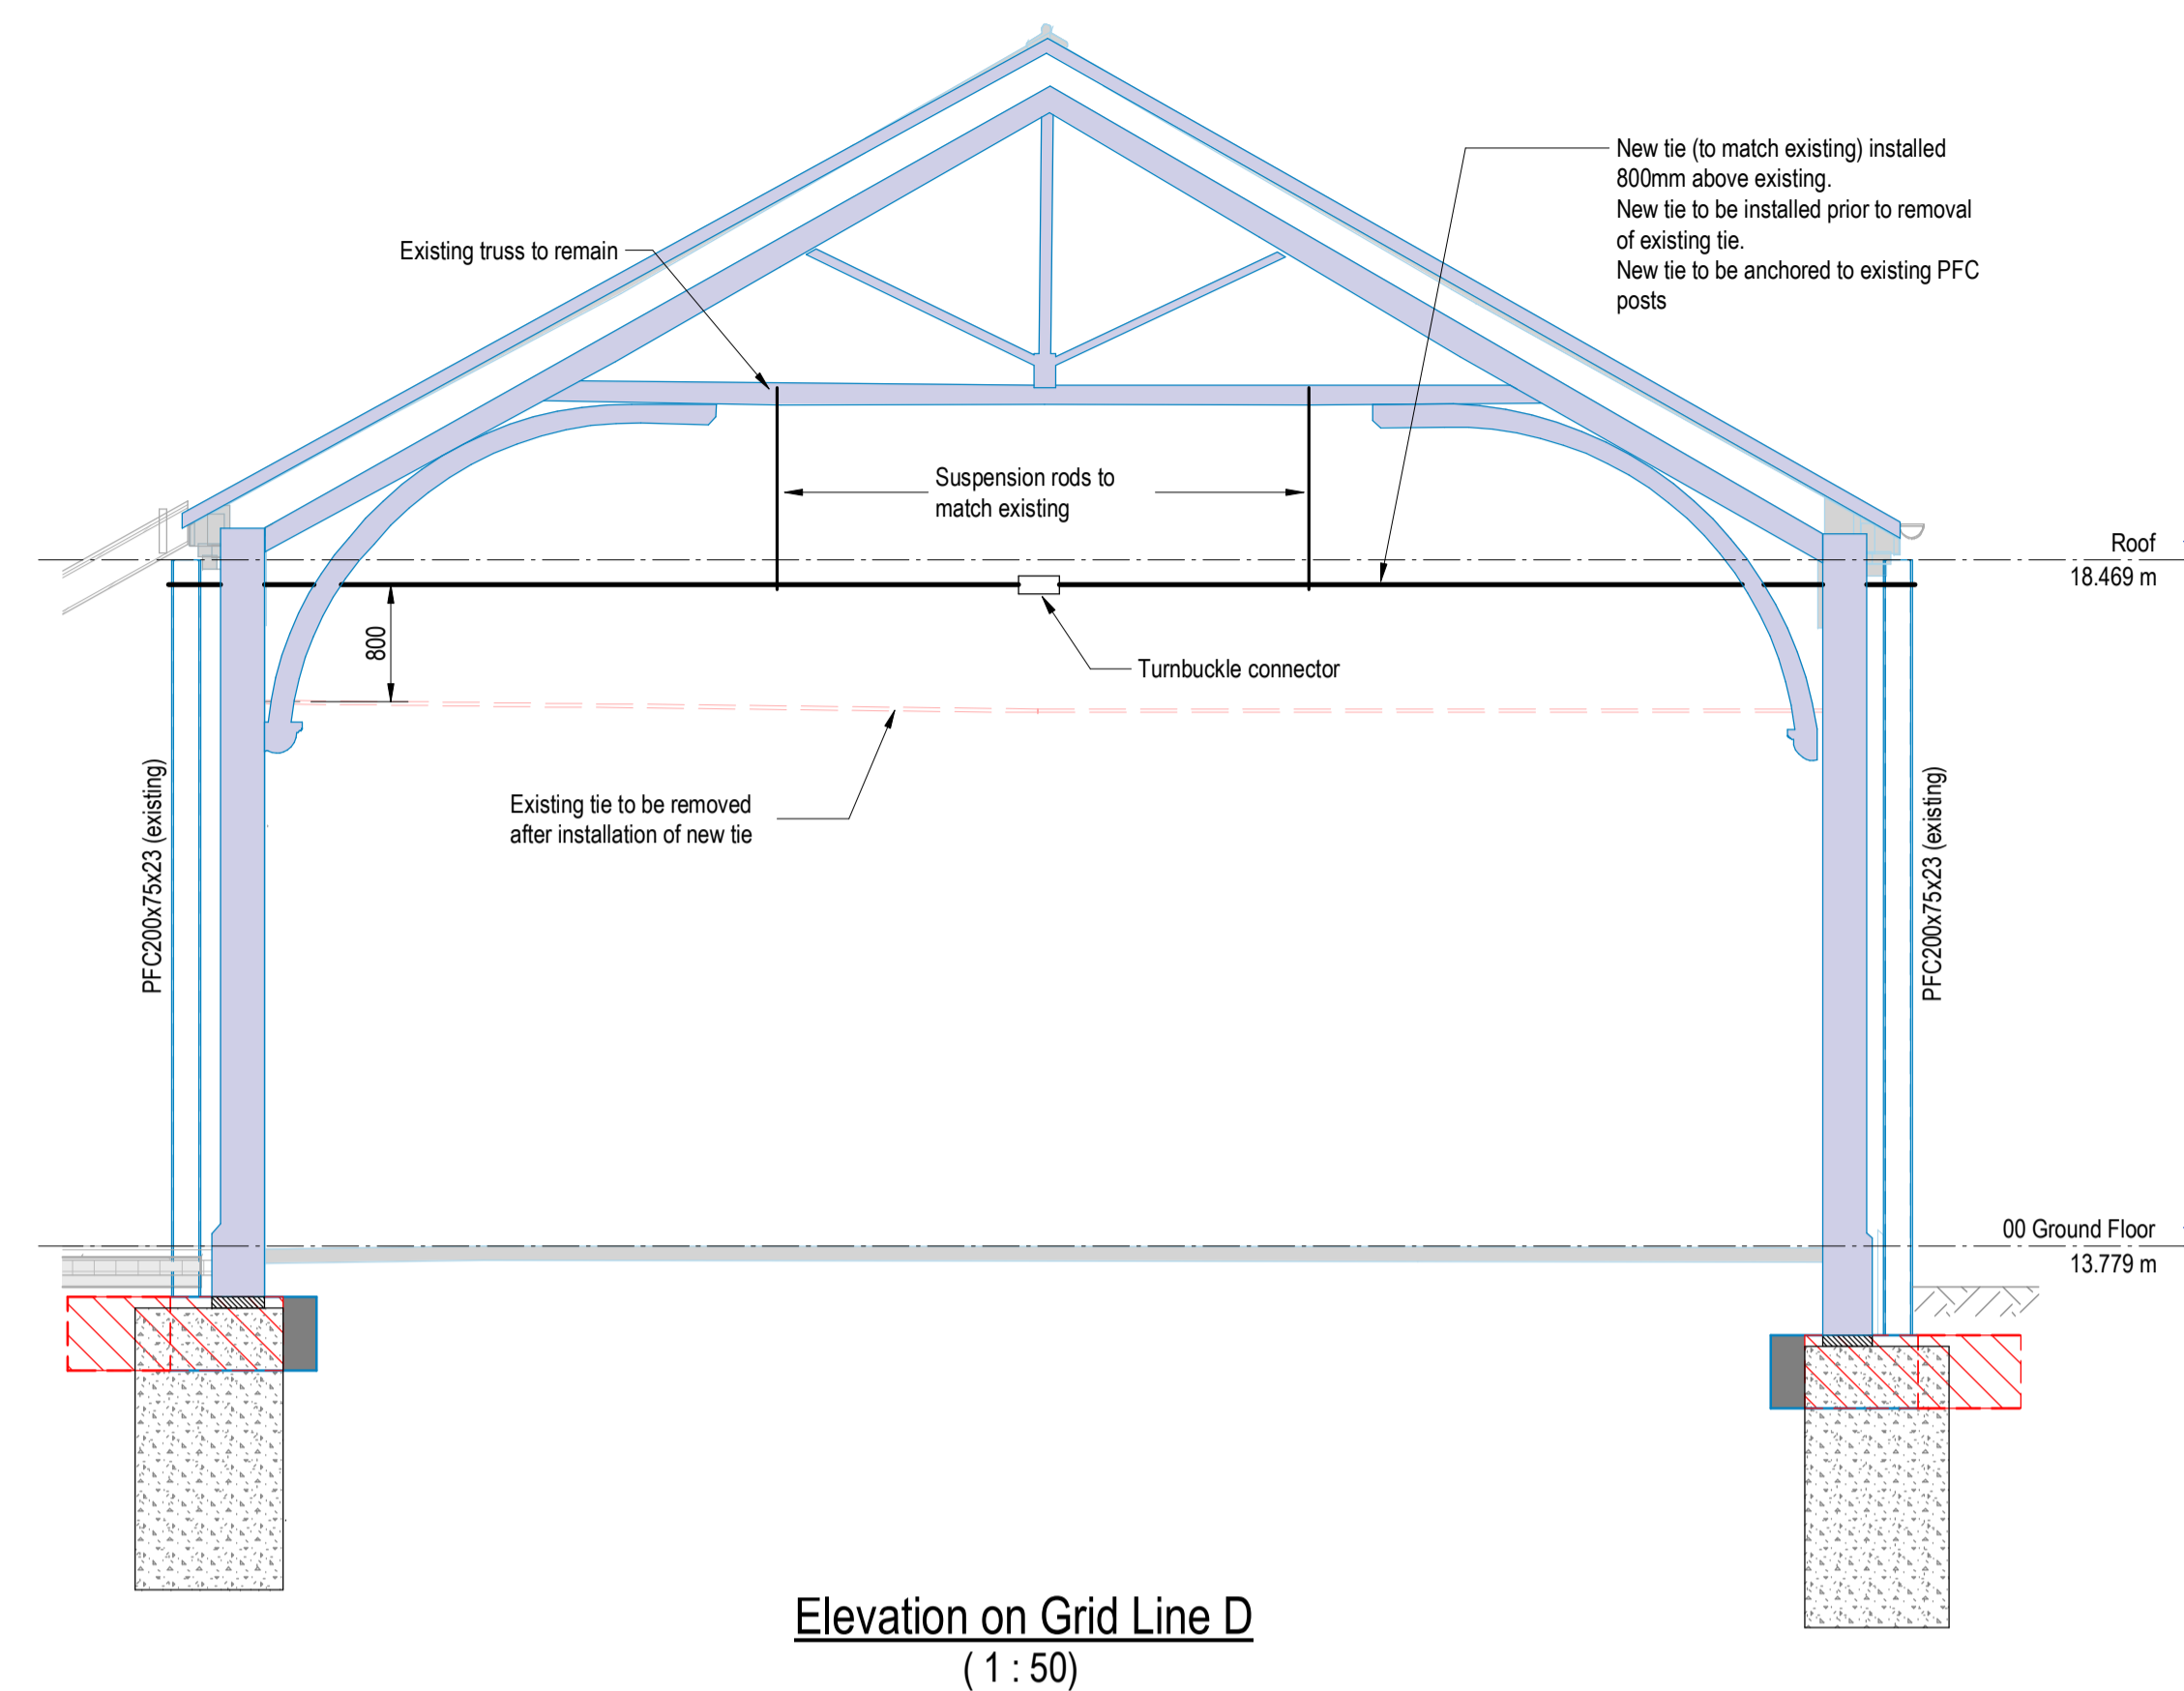 New tie (to match existing) installed
800mm above existing.
New tie to be installed prior to removal
of existing tie.
New tie to be anchored to existing PFC
posts
Existing truss to remain
Suspension rods to
match existing
Roof
18.469 m
800
Turnbuckle connector
PFC200x75x23 (existing)
PFC200x75x23 (existing)
Existing tie to be removed
after installation of new tie
00 Ground Floor
13.779 m
Elevation on Grid Line D
( 1 : 50)